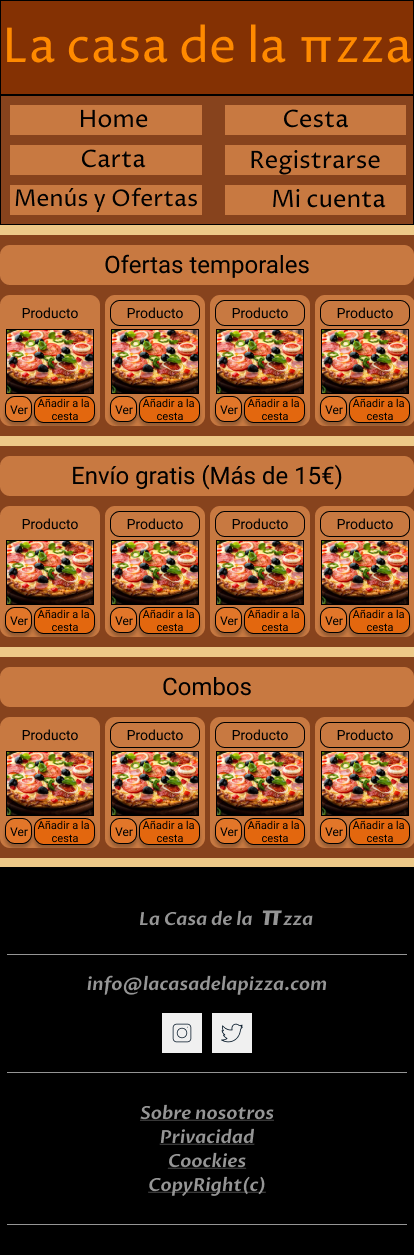 La casa de la πzza
Home
Cesta
Carta
Registrarse
Menús y Ofertas
Mi cuenta
Ofertas temporales
Producto
Producto
Producto
Producto
Ver
Añadir a la
cesta
Ver
Añadir a la
cesta
Ver
Añadir a la
cesta
Ver
Añadir a la
cesta
Envío gratis (Más de 15€)
Producto
Producto
Producto
Producto
Ver
Añadir a la
cesta
Ver
Añadir a la
cesta
Ver
Añadir a la
cesta
Ver
Añadir a la
cesta
Combos
Producto
Producto
Producto
Producto
Ver
Añadir a la
cesta
Ver
Añadir a la
cesta
Ver
Añadir a la
cesta
Ver
Añadir a la
cesta
La Casa de la πzza
info@lacasadelapizza.com
Sobre nosotros
Privacidad
Coockies
CopyRight(c)